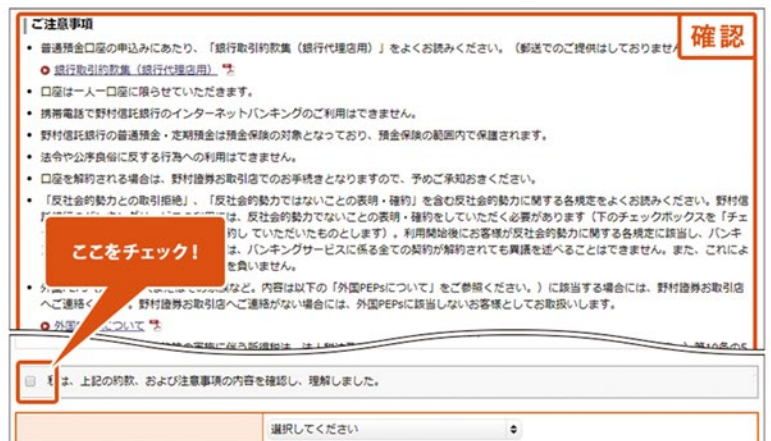 ご注意事項
確認
• 普通預金口座の申込みにあたり、「銀行取引約款集（銀行代理店用）」をよくお読みください。（郵送でのご提供はしておりません
銀行取引約款集（銀行代理店用）
• 口座は一人一口座に限らせていただきます。
• 携帯電話で野村信託銀行のインターネットバンキングのご利用はできません。
• 野村信託銀行の普通預金・定期預金は預金保険の対象となっており、預金保険の範囲内で保護されます。
• 法令や公序良俗に反する行為への利用はできません。
• 口座を解約される場合は、野村證券お取引店でのお手続きとなりますので、予めご承知おきください。
• 「反社会的勢力との取引拒絶」、「反社会的勢力ではないことの表明・確約」を含む反社会的勢力に関する各規定をよくお読みください。野村信
は、反社会的勢力でないことの表明・確約をしていただく必要があります（下のチェックボックスを「チェ
約し ていただいたものとします）。利用開始後にお客様が反社会的勢力に関する各規定に該当し、バンキ
ここをチェック！
は、バンキングサービスに係る全ての契約が解約されても異議を述べることはできません。また、これによ
を負いません。
など。内容は以下の「外国PEPsについて」をご参照ください。）に該当する場合には、野村證券お取引店
へご連絡く 野村證券お取引店へご連絡がない場合には、外国PEPsに該当しないお客様としてお取扱いします。
外国 について
は、上記の約款、および注意事項の内容を確認し、理解しました。
選択してください